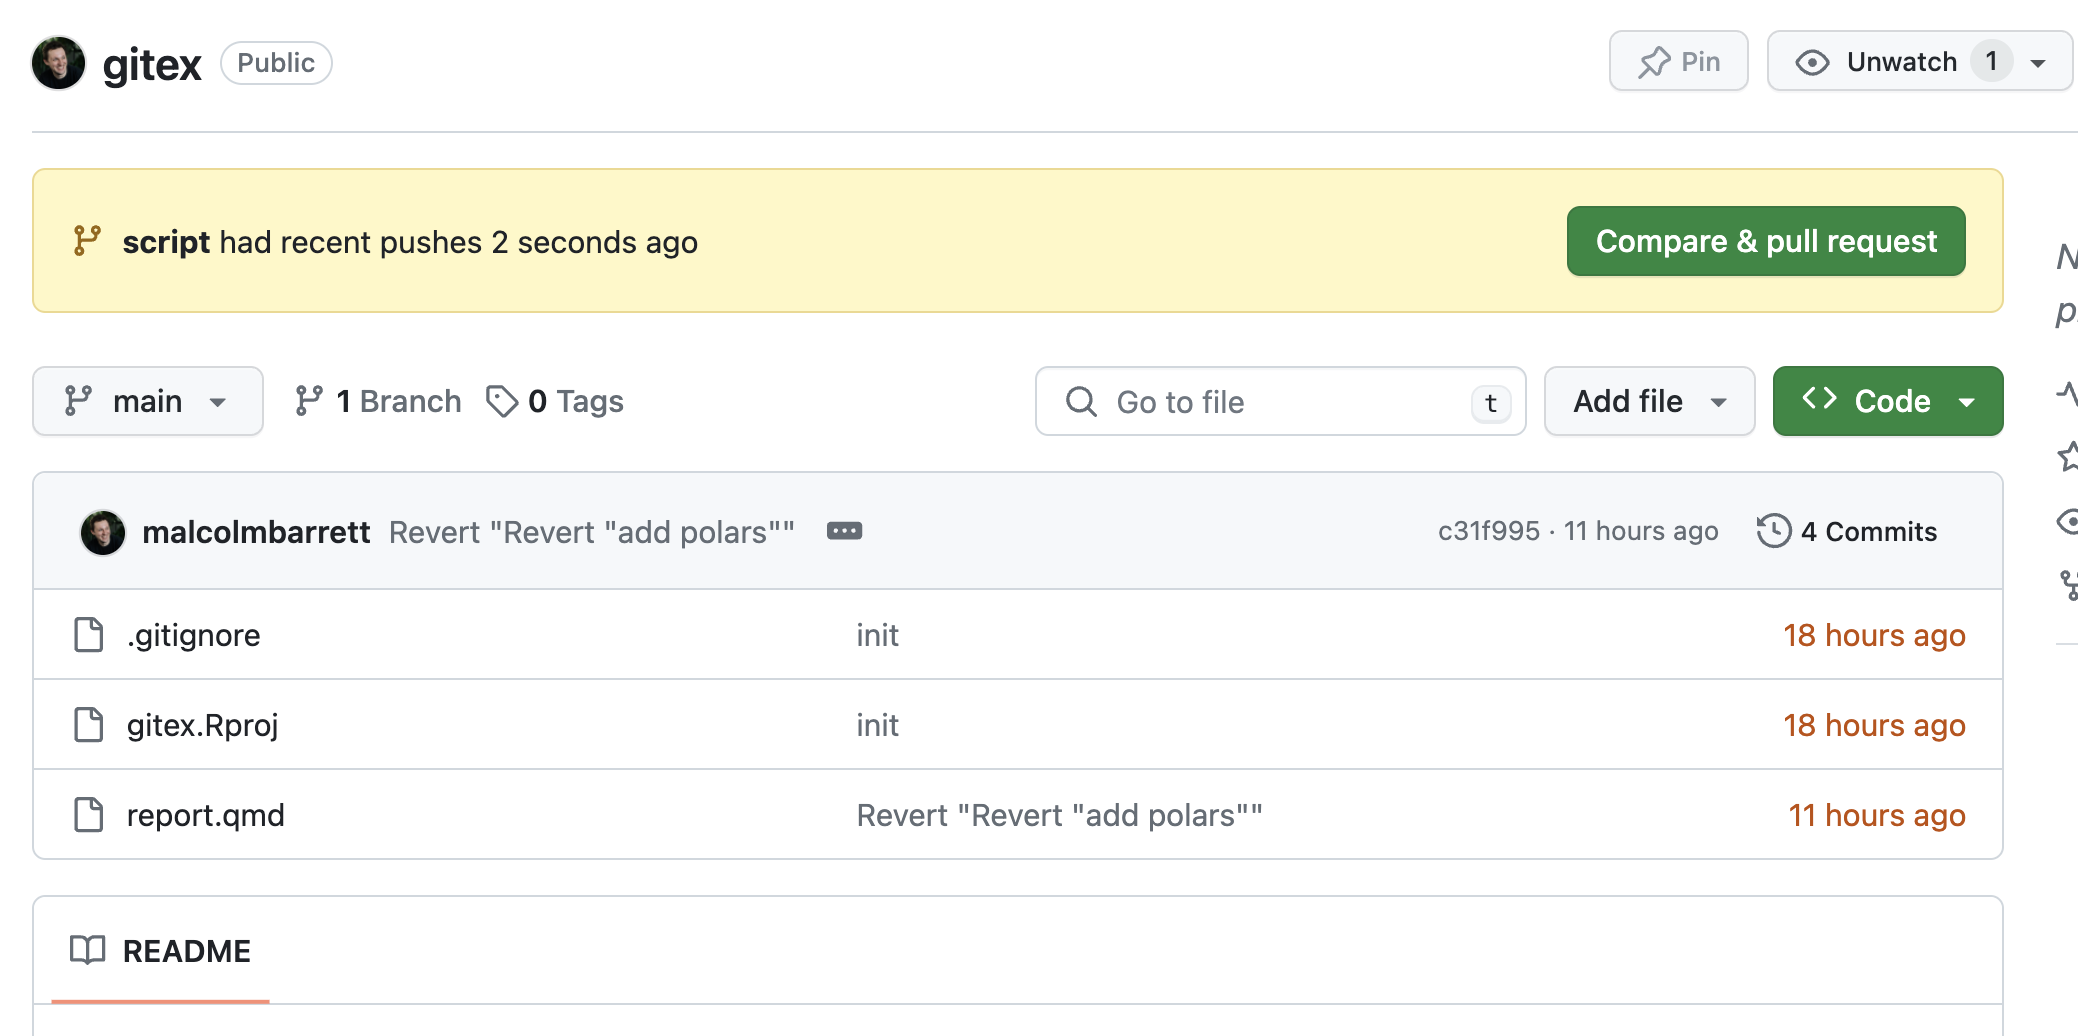 gitex Public Pin Unwatch 1
script had recent pushes 2 seconds ago Compare & pull request
main 1 Branch 0 Tags Go to file t Add file Code
malcolmbarrett Revert "Revert "add polars"" c31f995 · 11 hours ago 4 Commits
.gitignore init 18 hours ago
gitex.Rproj init 18 hours ago
report.qmd Revert "Revert "add polars"" 11 hours ago
README